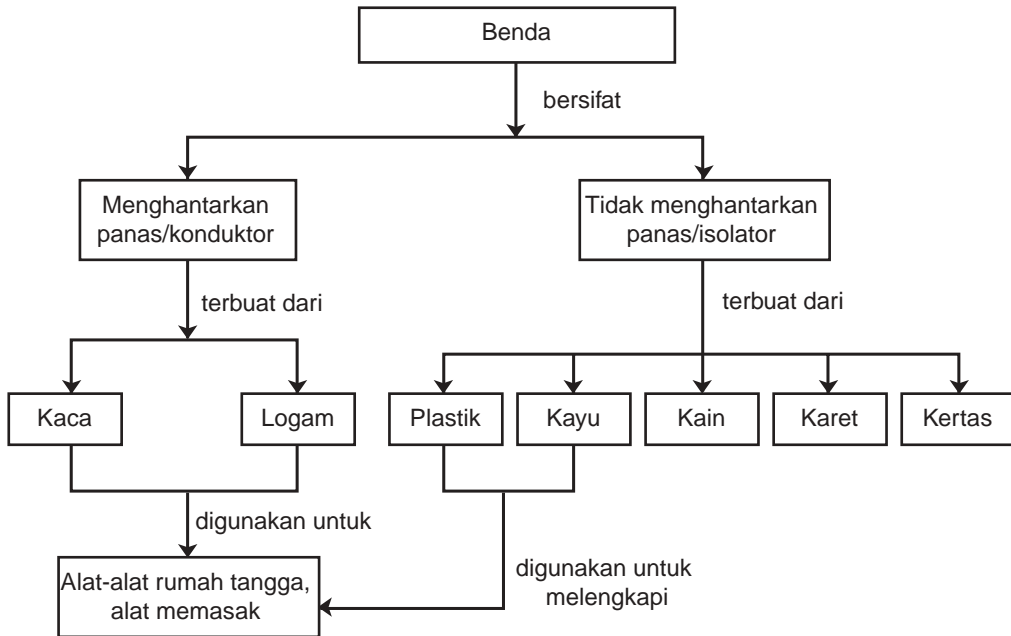 Benda
bersifat
Menghantarkan
panas/konduktor
Tidak menghantarkan
panas/isolator
terbuat dari
terbuat dari
Kaca
Logam
Plastik
Kayu
Kain
Karet
Kertas
digunakan untuk
Alat-alat rumah tangga,
alat memasak
digunakan untuk
melengkapi